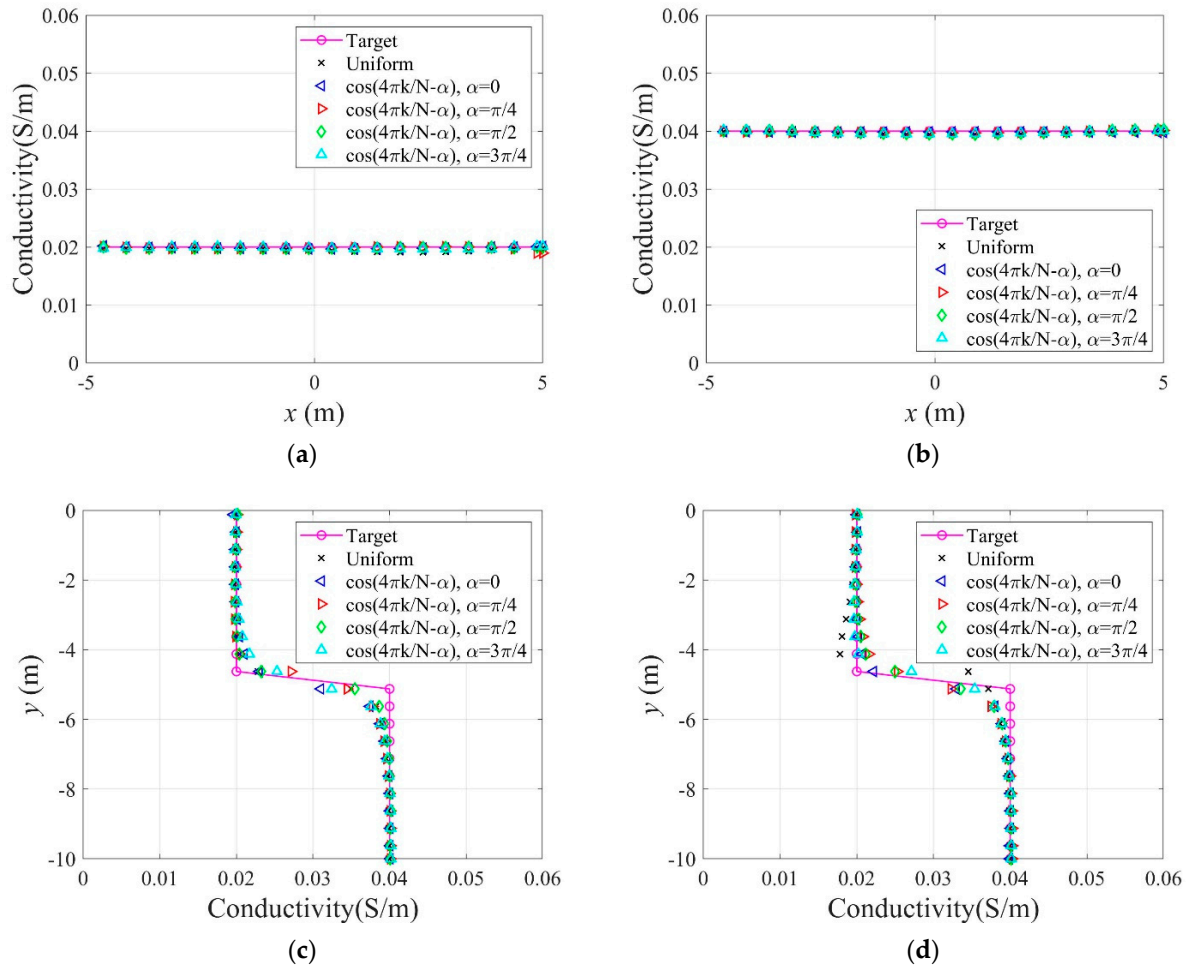 0.06
0.05
0.04
0.03
0.02
0.01
0
Conductivity(S/m)
Target
Uniform
cos(4πk/N-α), α=0
cos(4πk/N-α), α=π/4
cos(4πk/N-α), α=π/2
cos(4πk/N-α), α=3π/4
-5
0
5
x (m)
(a)
0.06
0.05
0.04
0.03
0.02
0.01
0
Conductivity(S/m)
Target
Uniform
cos(4πk/N-α), α=0
cos(4πk/N-α), α=π/4
cos(4πk/N-α), α=π/2
cos(4πk/N-α), α=3π/4
-5
0
5
x (m)
(b)
0
-2
-4
-6
-8
-10
y (m)
Target
Uniform
cos(4πk/N-α), α=0
cos(4πk/N-α), α=π/4
cos(4πk/N-α), α=π/2
cos(4πk/N-α), α=3π/4
0
0.01
0.02
0.03
0.04
0.05
0.06
Conductivity(S/m)
(c)
0
-2
-4
-6
-8
-10
y (m)
Target
Uniform
cos(4πk/N-α), α=0
cos(4πk/N-α), α=π/4
cos(4πk/N-α), α=π/2
cos(4πk/N-α), α=3π/4
0
0.01
0.02
0.03
0.04
0.05
0.06
Conductivity(S/m)
(d)